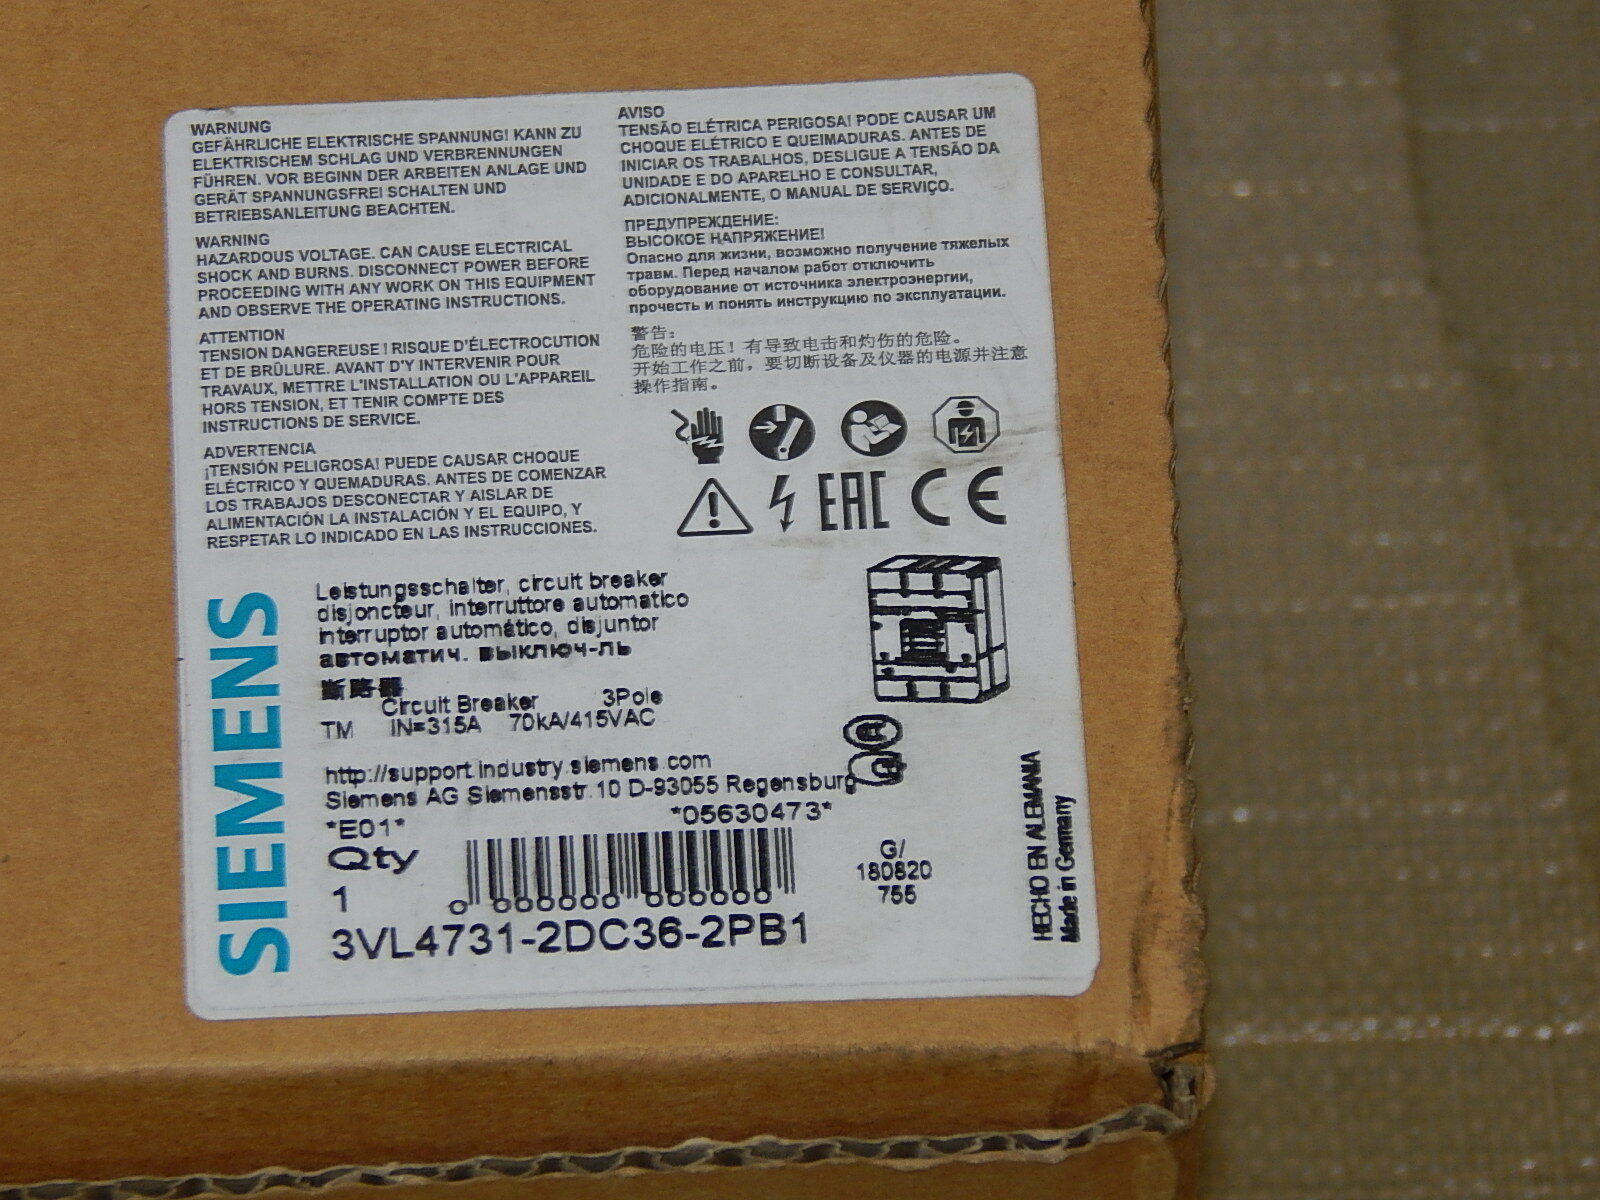 WARNUNG
GEFÄHRLICHE ELEKTRISCHE SPANNUNG! KANN ZU
ELEKTRISCHEM SCHLAG UND VERBRENNUNGEN
FÜHREN. VOR BEGINN DER ARBEITEN ANLAGE UND
GERÄT SPANNUNGSFREI SCHALTEN UND
BETRIEBSANLEITUNG BEACHTEN.
WARNING
HAZARDOUS VOLTAGE. CAN CAUSE ELECTRICAL
SHOCK AND BURNS. DISCONNECT POWER BEFORE
PROCEEDING WITH ANY WORK ON THIS EQUIPMENT
AND OBSERVE THE OPERATING INSTRUCTIONS.
ATTENTION
TENSION DANGEREUSE ! RISQUE D'ÉLECTROCUTION
ET DE BRÛLURE. AVANT D'Y INTERVENIR POUR
TRAVAUX, METTRE L'INSTALLATION OU L'APPAREIL
HORS TENSION, ET TENIR COMPTE DES
INSTRUCTIONS DE SERVICE.
ADVERTENCIA
¡TENSIÓN PELIGROSA! PUEDE CAUSAR CHOQUE
ELÉCTRICO Y QUEMADURAS. ANTES DE COMENZAR
LOS TRABAJOS DESCONECTAR Y AISLAR DE
ALIMENTACIÓN LA INSTALACIÓN Y EL EQUIPO, Y
RESPETAR LO INDICADO EN LAS INSTRUCCIONES.
AVISO
TENSÃO ELÉTRICA PERIGOSA! PODE CAUSAR UM
CHOQUE ELÉTRICO E QUEIMADURAS. ANTES DE
INICIAR OS TRABALHOS, DESLIGUE A TENSÃO DA
UNIDADE E DO APARELHO E CONSULTAR,
ADICIONALMENTE, O MANUAL DE SERVIÇO.
ПРЕДУПРЕЖДЕНИЕ:
ВЫСОКОЕ НАПРЯЖЕНИЕ!
Опасно для жизни, возможно получение тяжелых
травм. Перед началом работ отключить
оборудование от источника электроэнергии,
прочесть и понять инструкцию по эксплуатации.
警告:
危险的电压！有导致电击和灼伤的危险。
开始工作之前，要切断设备及仪器的电源并注意
操作指南。
EAC CE
SIEMENS
Leistungsschalter, circuit breaker
disjoncteur, interruttore automatico
interruptor automático, disjuntor
автоматич. выключ-ль
断路器
Circuit Breaker 3Pole
TM IN=315A 70kA/415VAC
http://support.industry.siemens.com
Siemens AG Siemensstr.10 D-93055 Regensburg
*E01* *05630473*
Qty
1
0 000000 000000
3VL4731-2DC36-2PB1
G/
180820
755
HECHO EN ALEMANIA
Made in Germany